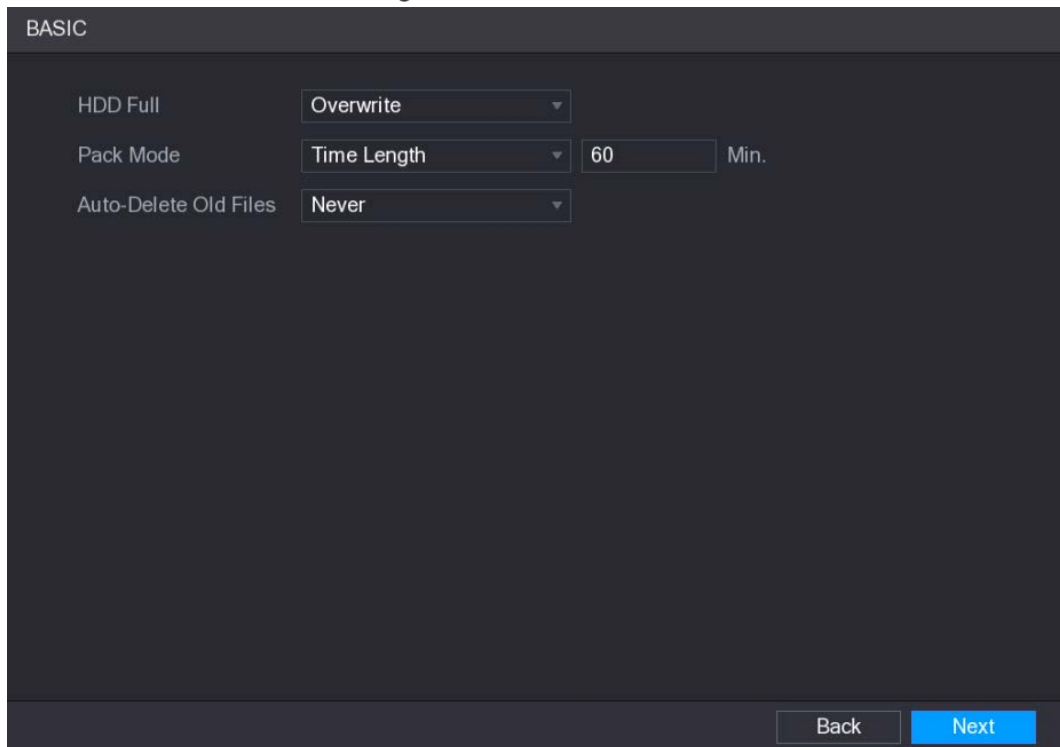 BASIC
HDD Full Overwrite
Pack Mode Time Length 60 Min.
Auto-Delete Old Files Never
Back Next